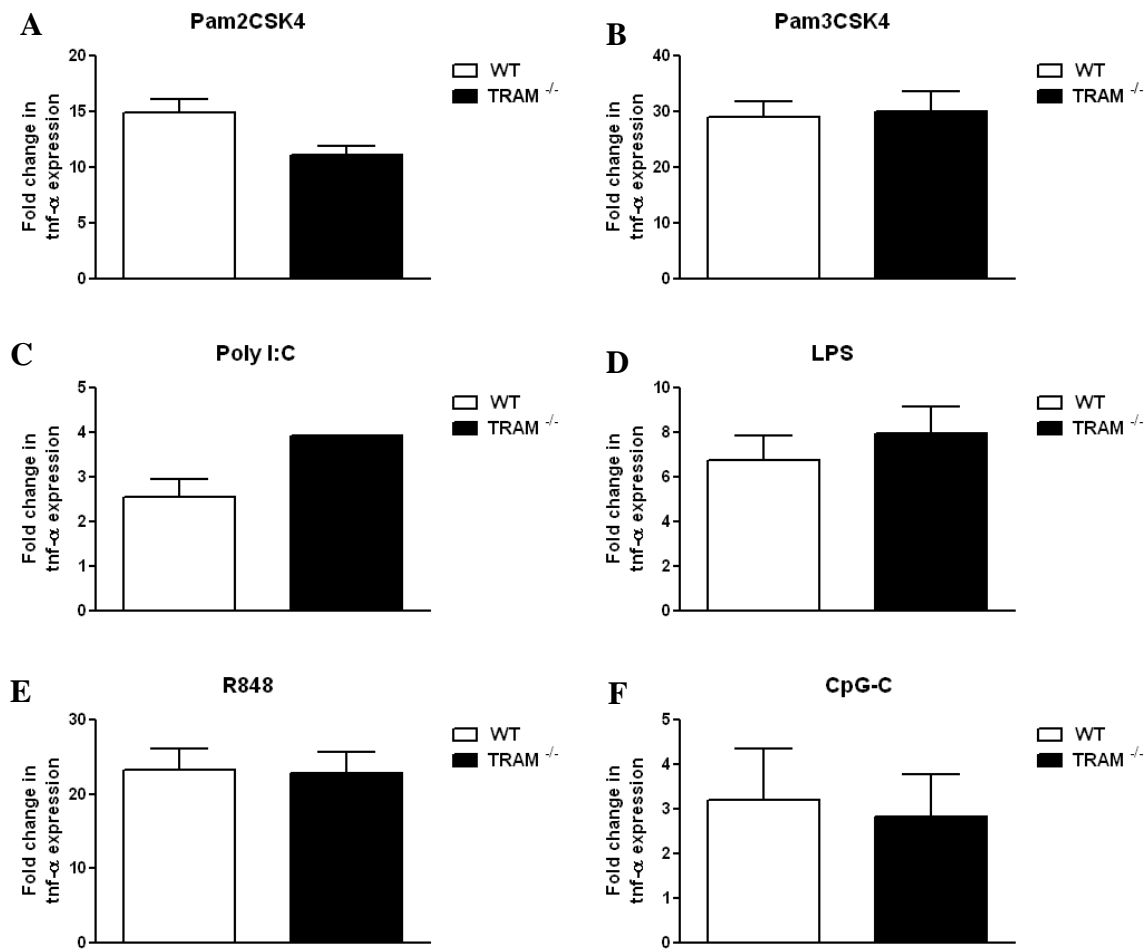 A
Pam2CSK4
Fold change in
tnf-α expression
20
15
10
5
0
WT
TRAM -/-
B
Pam3CSK4
Fold change in
tnf-α expression
40
30
20
10
0
WT
TRAM -/-
C
Poly I:C
Fold change in
tnf-α expression
5
4
3
2
1
0
WT
TRAM -/-
D
LPS
Fold change in
tnf-α expression
10
8
6
4
2
0
WT
TRAM -/-
E
R848
Fold change in
tnf-α expression
30
20
10
0
WT
TRAM -/-
F
CpG-C
Fold change in
tnf-α expression
5
4
3
2
1
0
WT
TRAM -/-